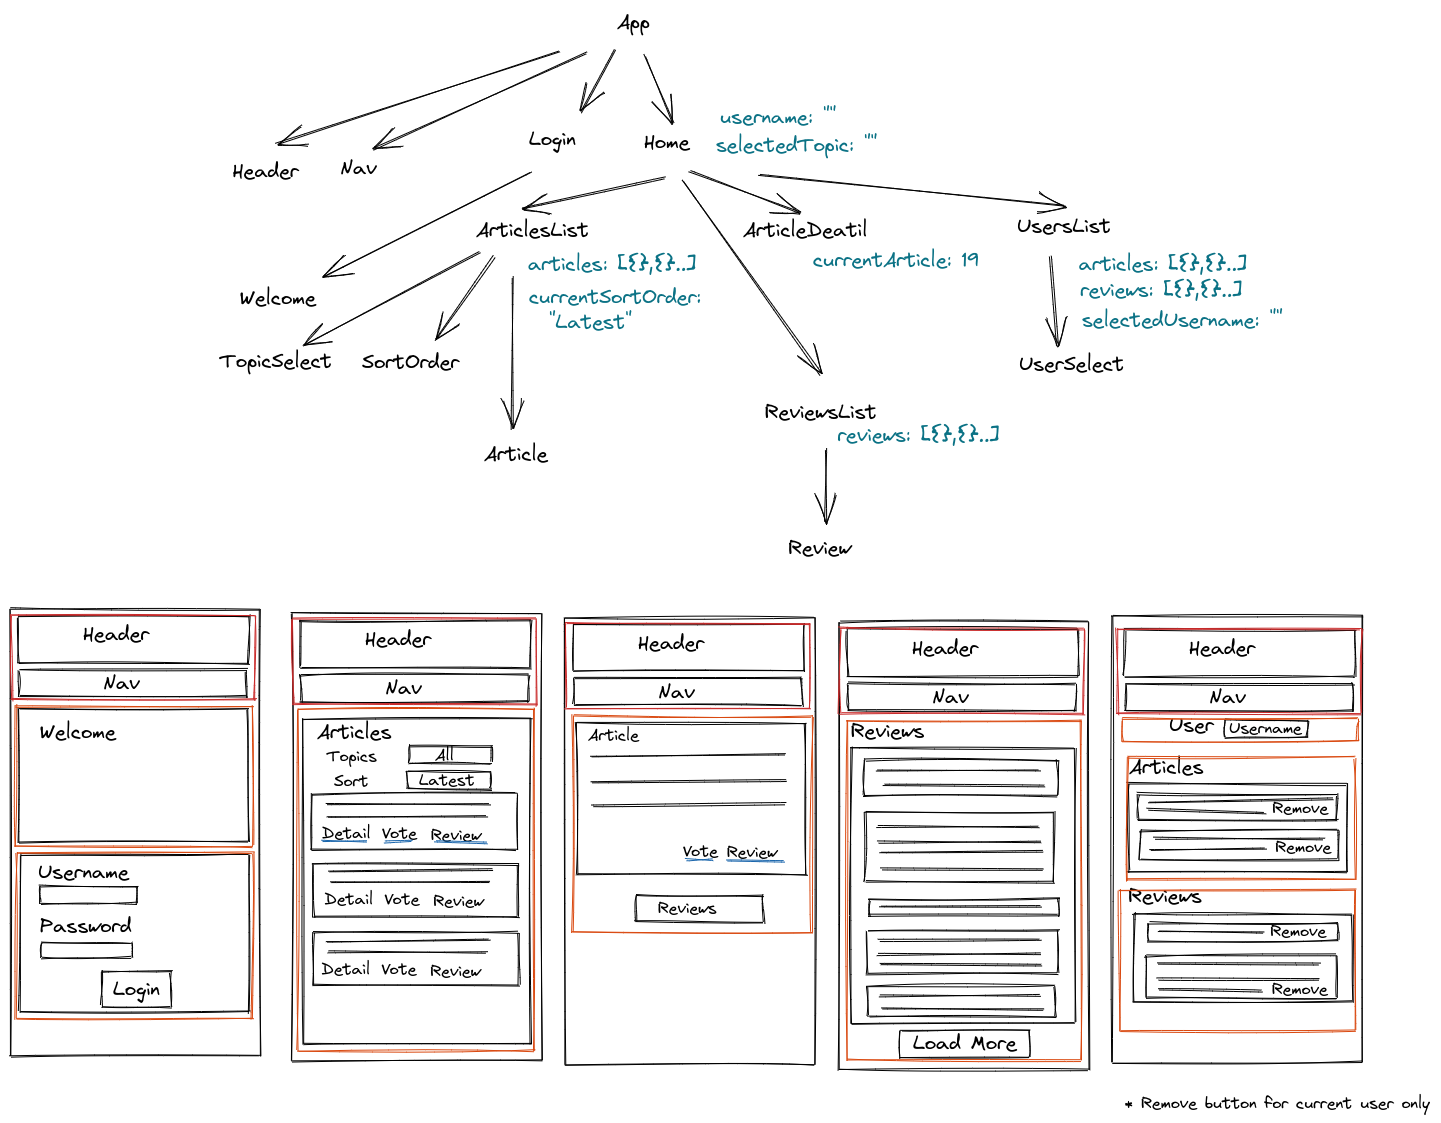 App
Header
Nav
Login
Home
username: ""
selectedTopic: ""
ArticlesList
articles: [{},{}..]
currentSortOrder:
"Latest"
ArticleDeatil
currentArticle: 19
UsersList
articles: [{},{}..]
reviews: [{},{}..]
selectedUsername: ""
Welcome
TopicSelect
SortOrder
UserSelect
Article
ReviewsList
reviews: [{},{}..]
Review
Header
Nav
Welcome
Username
Password
Login
Header
Nav
Articles
Topics All
Sort Latest
Detail Vote Review
Detail Vote Review
Detail Vote Review
Header
Nav
Article
Vote Review
Reviews
Header
Nav
Reviews
Load More
Header
Nav
User Username
Articles
Remove
Remove
Reviews
Remove
Remove
* Remove button for current user only